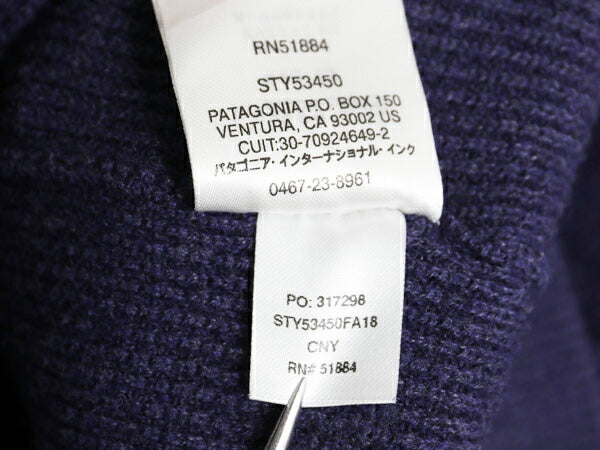 RN51884
STY53450
PATAGONIA P.O. BOX 150
VENTURA, CA 93002 US
CUIT:30-70924649-2
パタゴニア・インターナショナル・インク
0467-23-8961
PO: 317298
STY53450FA18
CNY
RN# 51884